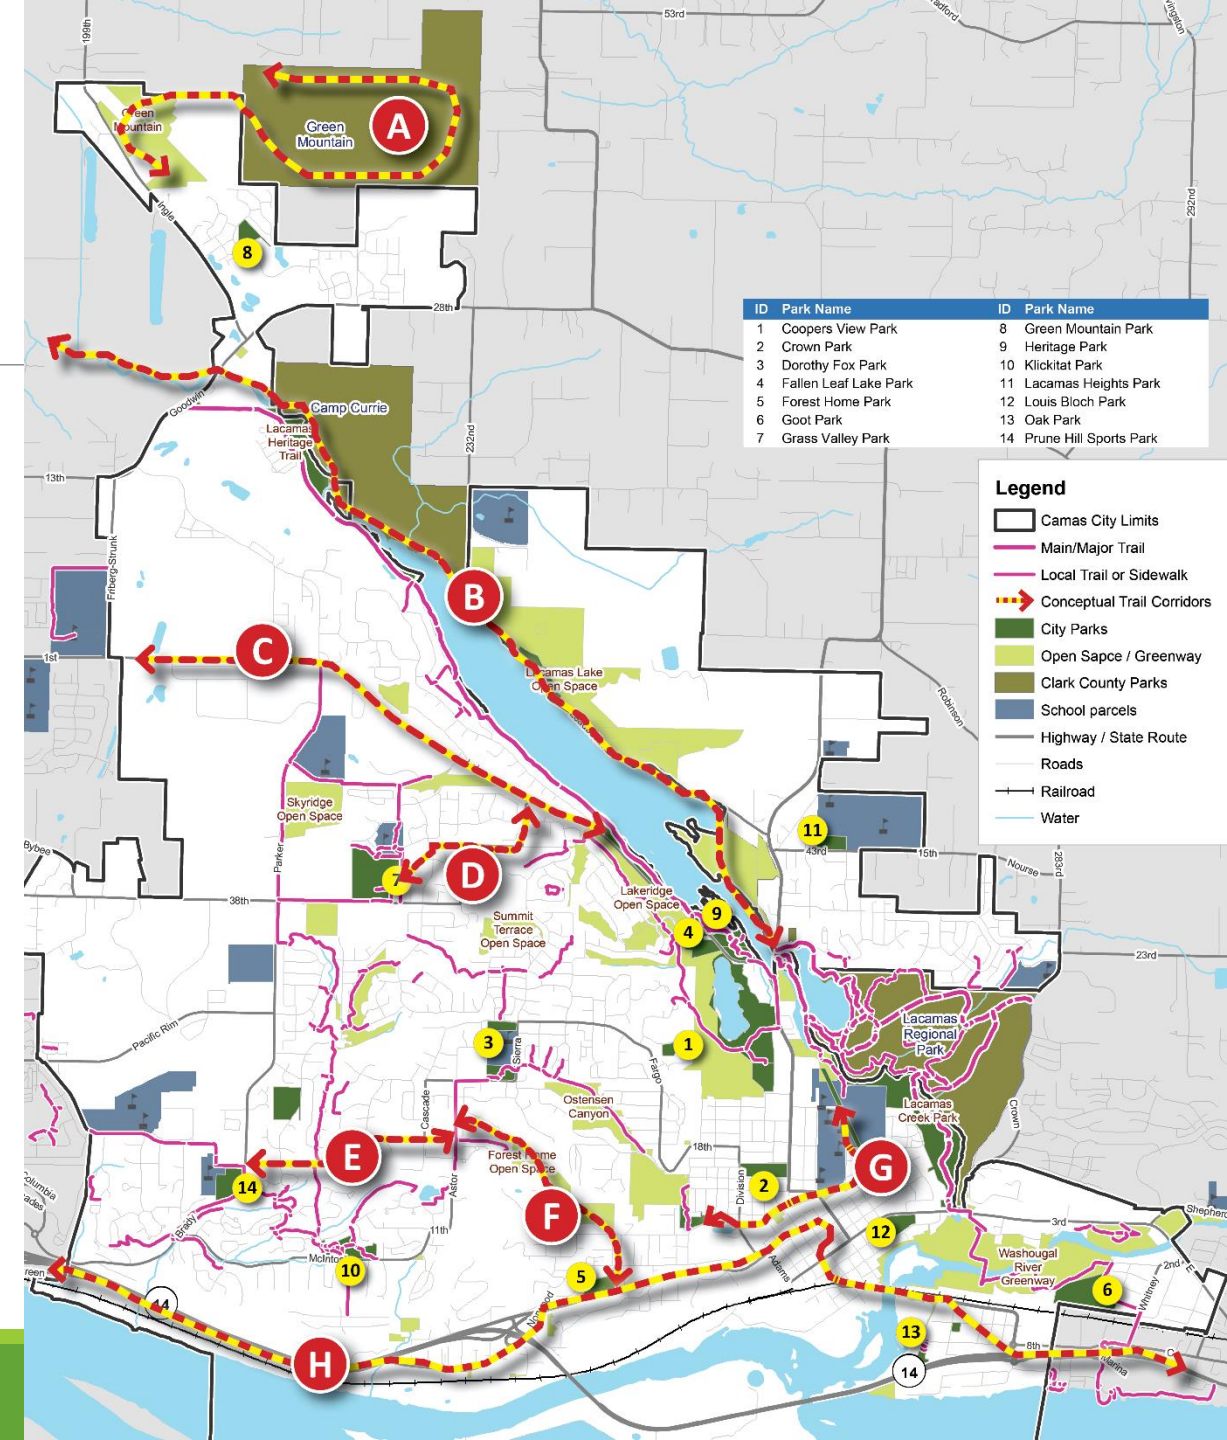 53rd
199th
292nd
Green
Mountain
Green
Mountain
A
Ingle
8
28th
ID Park Name ID Park Name
1 Coopers View Park 8 Green Mountain Park
2 Crown Park 9 Heritage Park
3 Dorothy Fox Park 10 Klickitat Park
4 Fallen Leaf Lake Park 11 Lacamas Heights Park
5 Forest Home Park 12 Louis Bloch Park
6 Goot Park 13 Oak Park
7 Grass Valley Park 14 Prune Hill Sports Park
Goodwin
Camp Currie
Lacamas
Heritage
Trail
232nd
13th
Legend
Camas City Limits
Main/Major Trail
Local Trail or Sidewalk
Conceptual Trail Corridors
City Parks
Open Sapce / Greenway
Clark County Parks
School parcels
Highway / State Route
Roads
Railroad
Water
Friberg-Strunk
B
C
1st
Lacamas Lake
Open Space
Robinson
Skyridge
Open Space
Parker
Bybee
11
43rd
15th
Nourse
283rd
7
D
38th
Lakeridge
Open Space
9
4
Summit
Terrace
Open Space
23rd
Pacific Rim
3
Sierra
1
Fargo
Lacamas
Regional
Park
Cascade
Ostensen
Canyon
Lacamas
Creek Park
Crown
E
Forest Home
Open Space
18th
G
14
Astor
Division
2
F
Brady
11th
12
3rd
Washougal
River
Greenway
2nd
E
10
5
Adams
6
Whitney
14
Norwood
13
8th
H
14
Marina